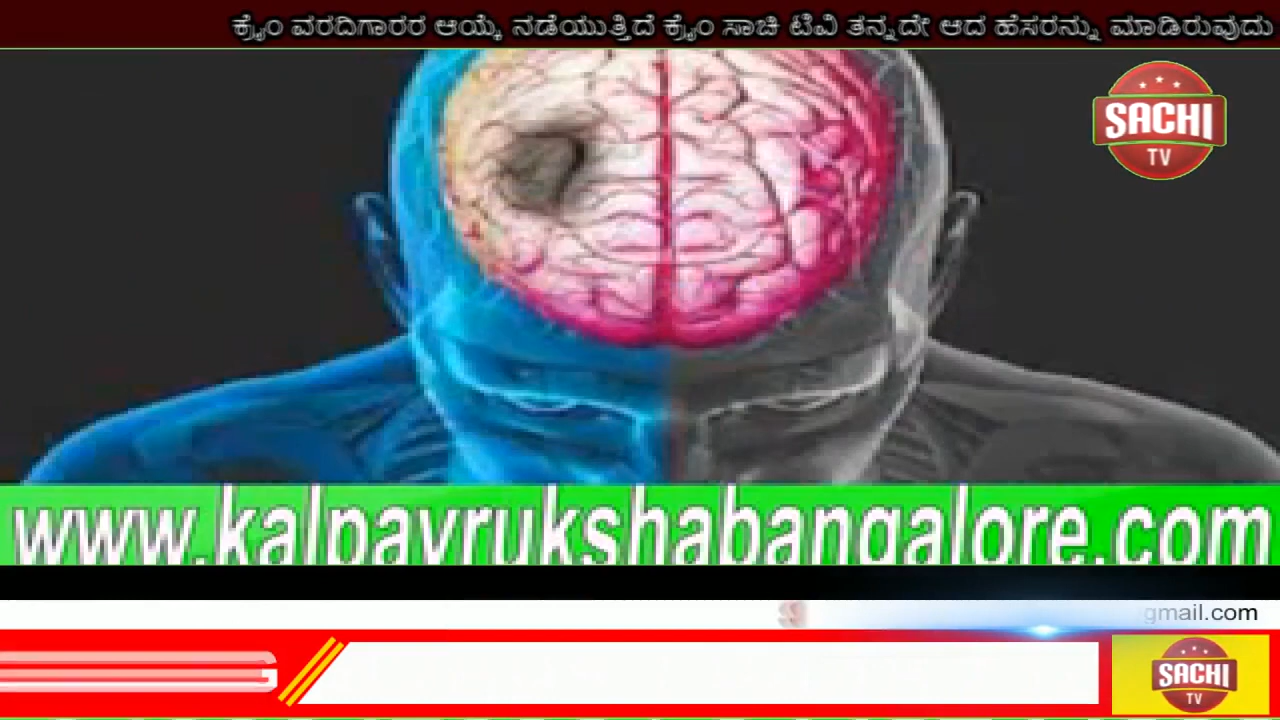 ಕ್ರೈಂ ವರದಿಗಾರರ ಆಯ್ಕೆ ನಡೆಯುತ್ತಿದೆ ಕ್ರೈಂ ಸಾಚಿ ಟಿವಿ ತನ್ನದೇ ಆದ ಹೆಸರನ್ನು ಮಾಡಿರುವುದು
SACHI
TV
www.kalpavrukshabangalore.com
gmail.com
SACHI
TV